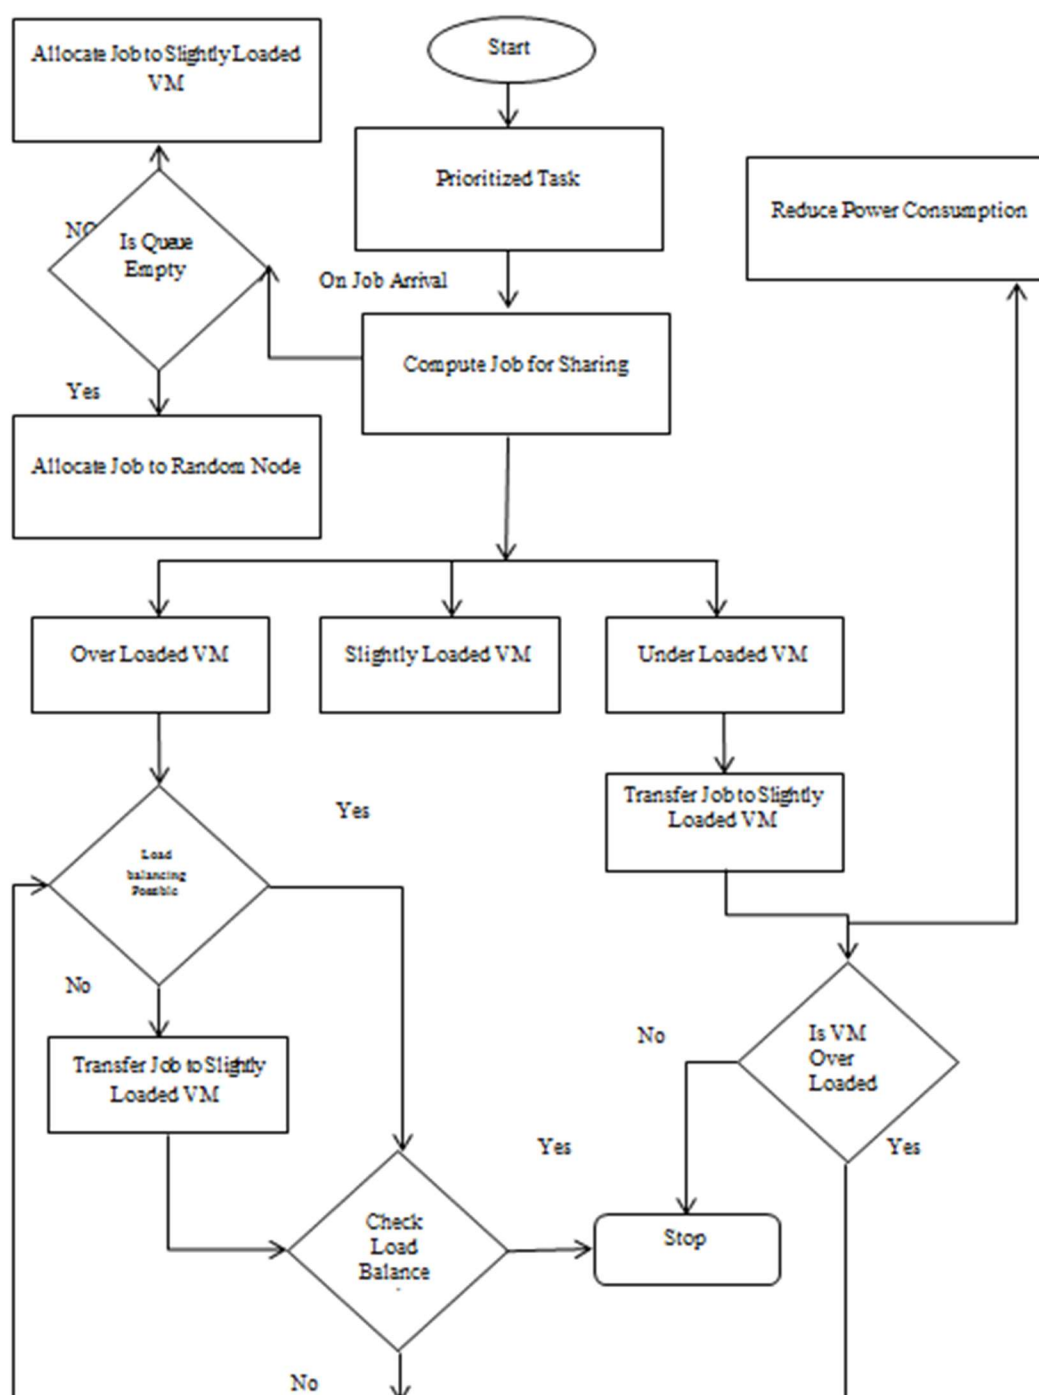 Start
Allocate Job to Slightly Loaded
VM
Prioritized Task
Reduce Power Consumption
NO
Is Queue
Empty
On Job Arrival
Compute Job for Sharing
Yes
Allocate Job to Random Node
Over Loaded VM
Slightly Loaded VM
Under Loaded VM
Transfer Job to Slightly
Loaded VM
Yes
Load
balancing
Possible
No
Transfer Job to Slightly
Loaded VM
No
Is VM
Over
Loaded
Yes
Yes
Check
Load
Balance
Stop
No